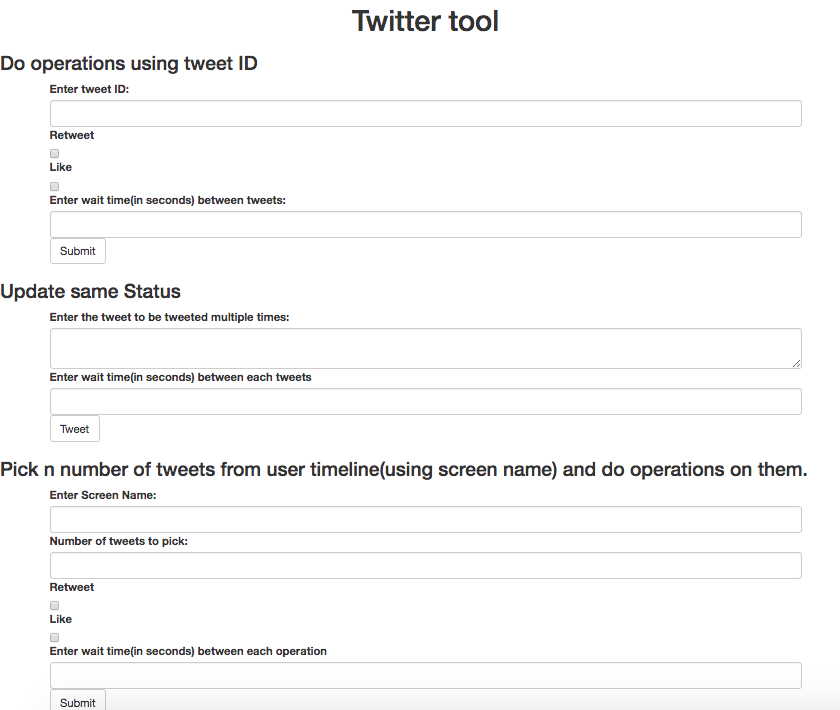 Twitter tool
Do operations using tweet ID
Enter tweet ID:
Retweet
Like
Enter wait time(in seconds) between tweets:
Submit
Update same Status
Enter the tweet to be tweeted multiple times:
Enter wait time(in seconds) between each tweets
Tweet
Pick n number of tweets from user timeline(using screen name) and do operations on them.
Enter Screen Name:
Number of tweets to pick:
Retweet
Like
Enter wait time(in seconds) between each operation
Submit